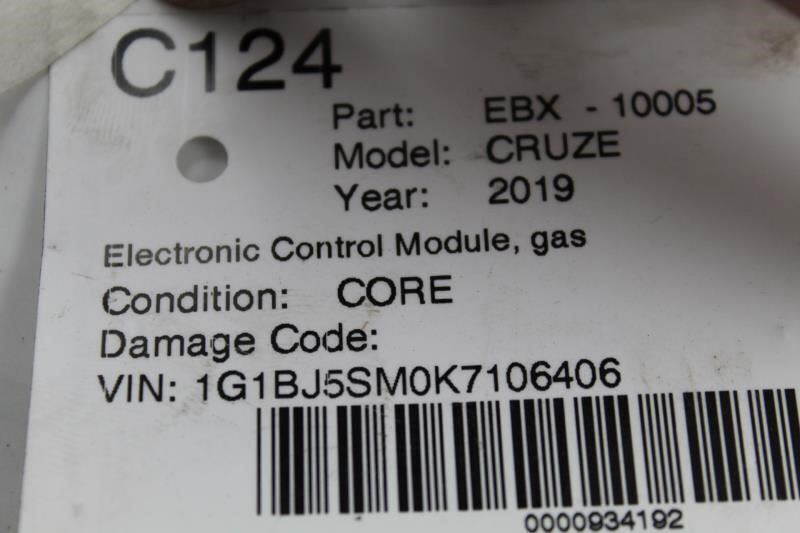 C124
Part: EBX - 10005
Model: CRUZE
Year: 2019
Electronic Control Module, gas
Condition: CORE
Damage Code:
VIN: 1G1BJ5SM0K7106406
0000934192